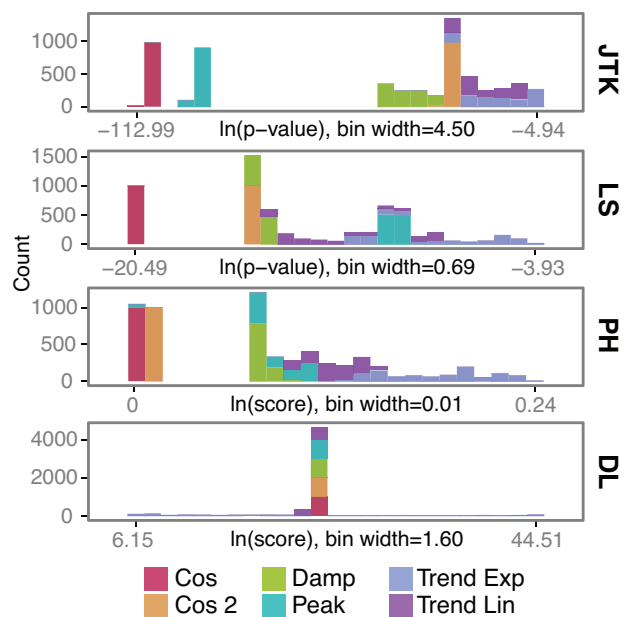 1000
500
0
JTK
−112.99 ln(p−value), bin width=4.50 −4.94
1500
1000
500
0
LS
−20.49 ln(p−value), bin width=0.69 −3.93
Count
1000
500
0
PH
0 ln(score), bin width=0.01 0.24
4000
2000
0
DL
6.15 ln(score), bin width=1.60 44.51
Cos Damp Trend Exp
Cos 2 Peak Trend Lin